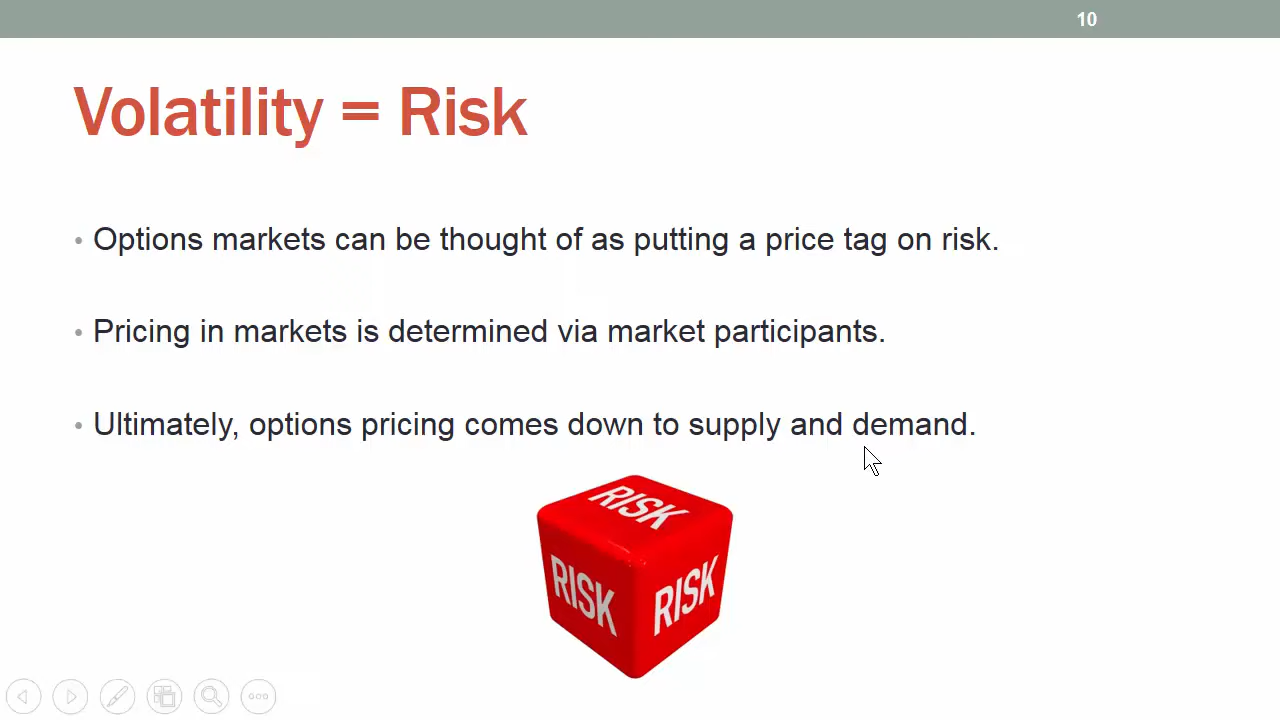 10
Volatility = Risk
• Options markets can be thought of as putting a price tag on risk.
• Pricing in markets is determined via market participants.
• Ultimately, options pricing comes down to supply and demand.
RISK
RISK
RISK